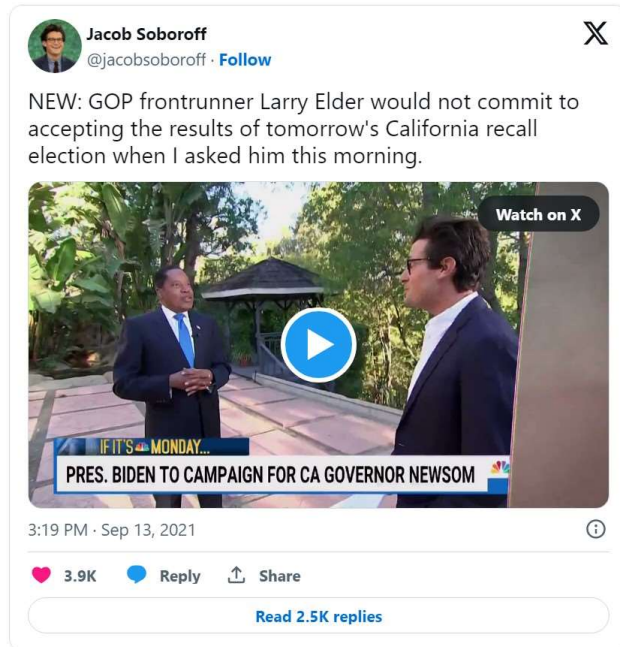 Jacob Soboroff
@jacobsoboroff · Follow
NEW: GOP frontrunner Larry Elder would not commit to
accepting the results of tomorrow's California recall
election when I asked him this morning.
Watch on X
IF IT'S MONDAY...
PRES. BIDEN TO CAMPAIGN FOR CA GOVERNOR NEWSOM
3:19 PM · Sep 13, 2021
3.9K Reply Share
Read 2.5K replies